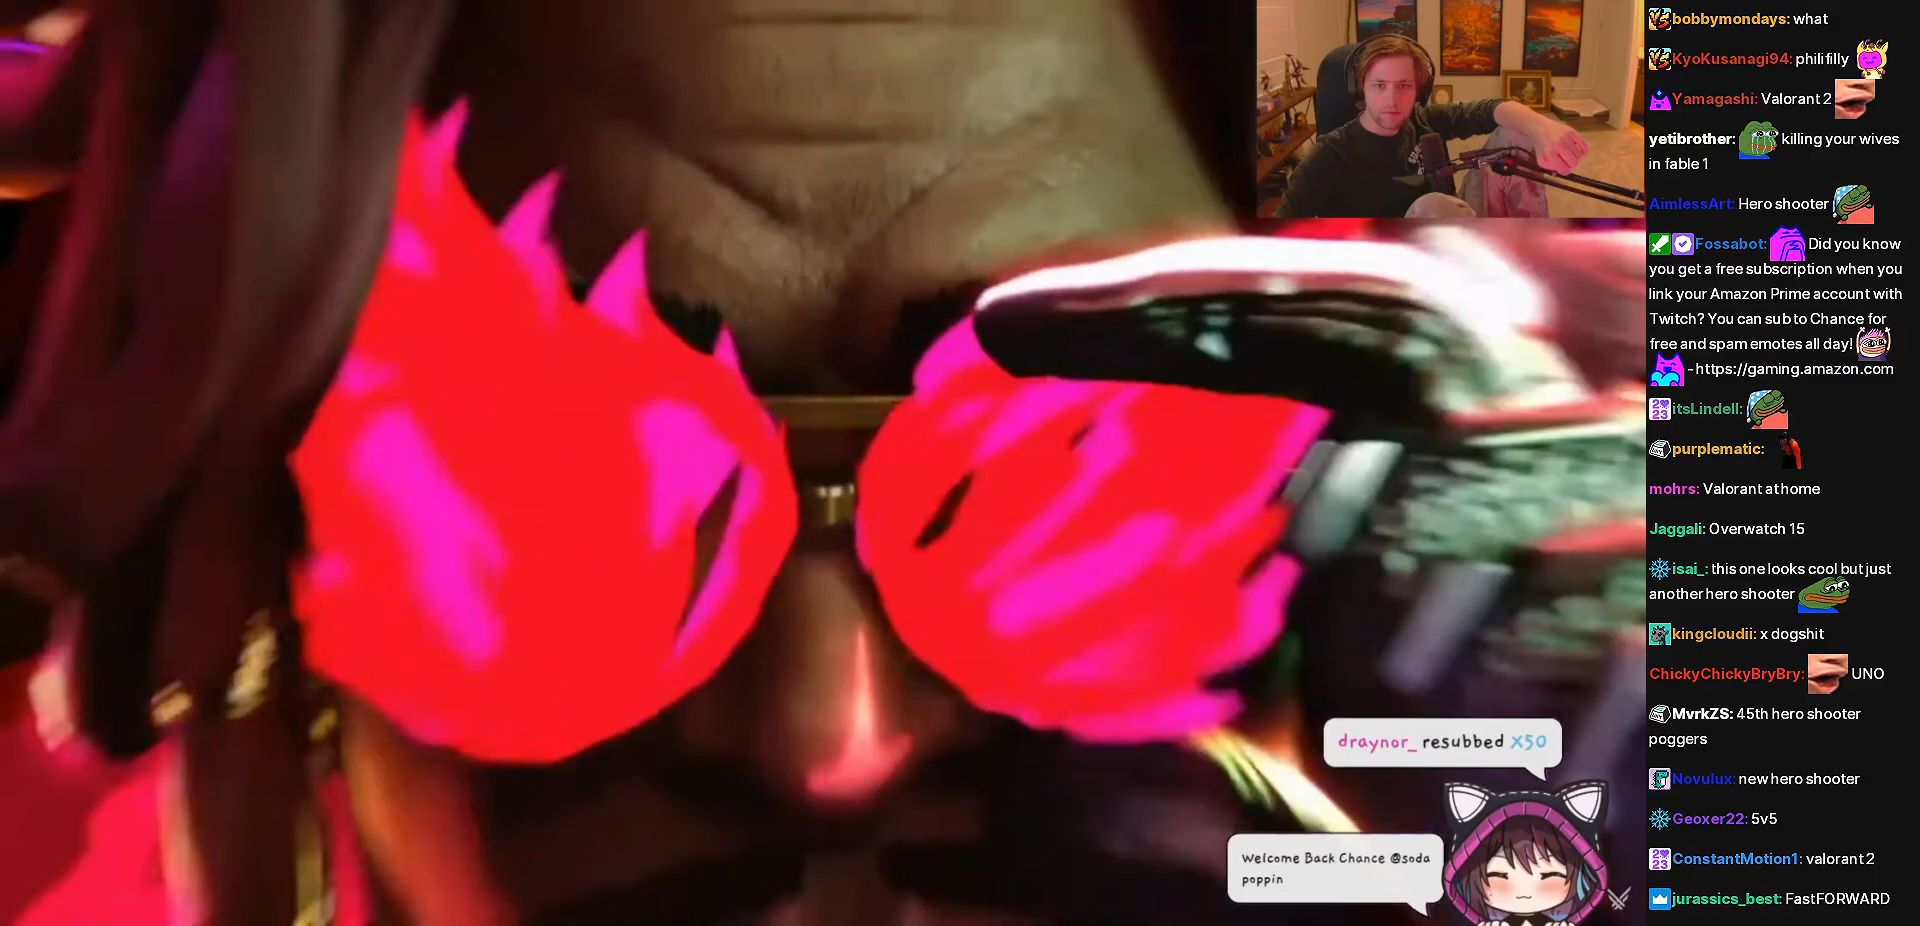 bobbymondays: what
KyoKusanagi94: philifilly
Yamagashi: Valorant 2
yetibrother: killing your wives
in fable 1
AimlessArt: Hero shooter
Fossabot: Did you know
you get a free subscription when you
link your Amazon Prime account with
Twitch? You can sub to Chance for
free and spam emotes all day!
- https://gaming.amazon.com
2023 itsLindell:
purplematic:
mohrs: Valorant at home
Jaggali: Overwatch 15
isai_: this one looks cool but just
another hero shooter
kingcloudii: x dogshit
ChickyChickyBryBry: UNO
MvrkZS: 45th hero shooter
poggers
Novulux: new hero shooter
Geoxer22: 5v5
2023 ConstantMotion1: valorant 2
jurassics_best: FastFORWARD
draynor_ resubbed X50
Welcome Back Chance @soda
poppin